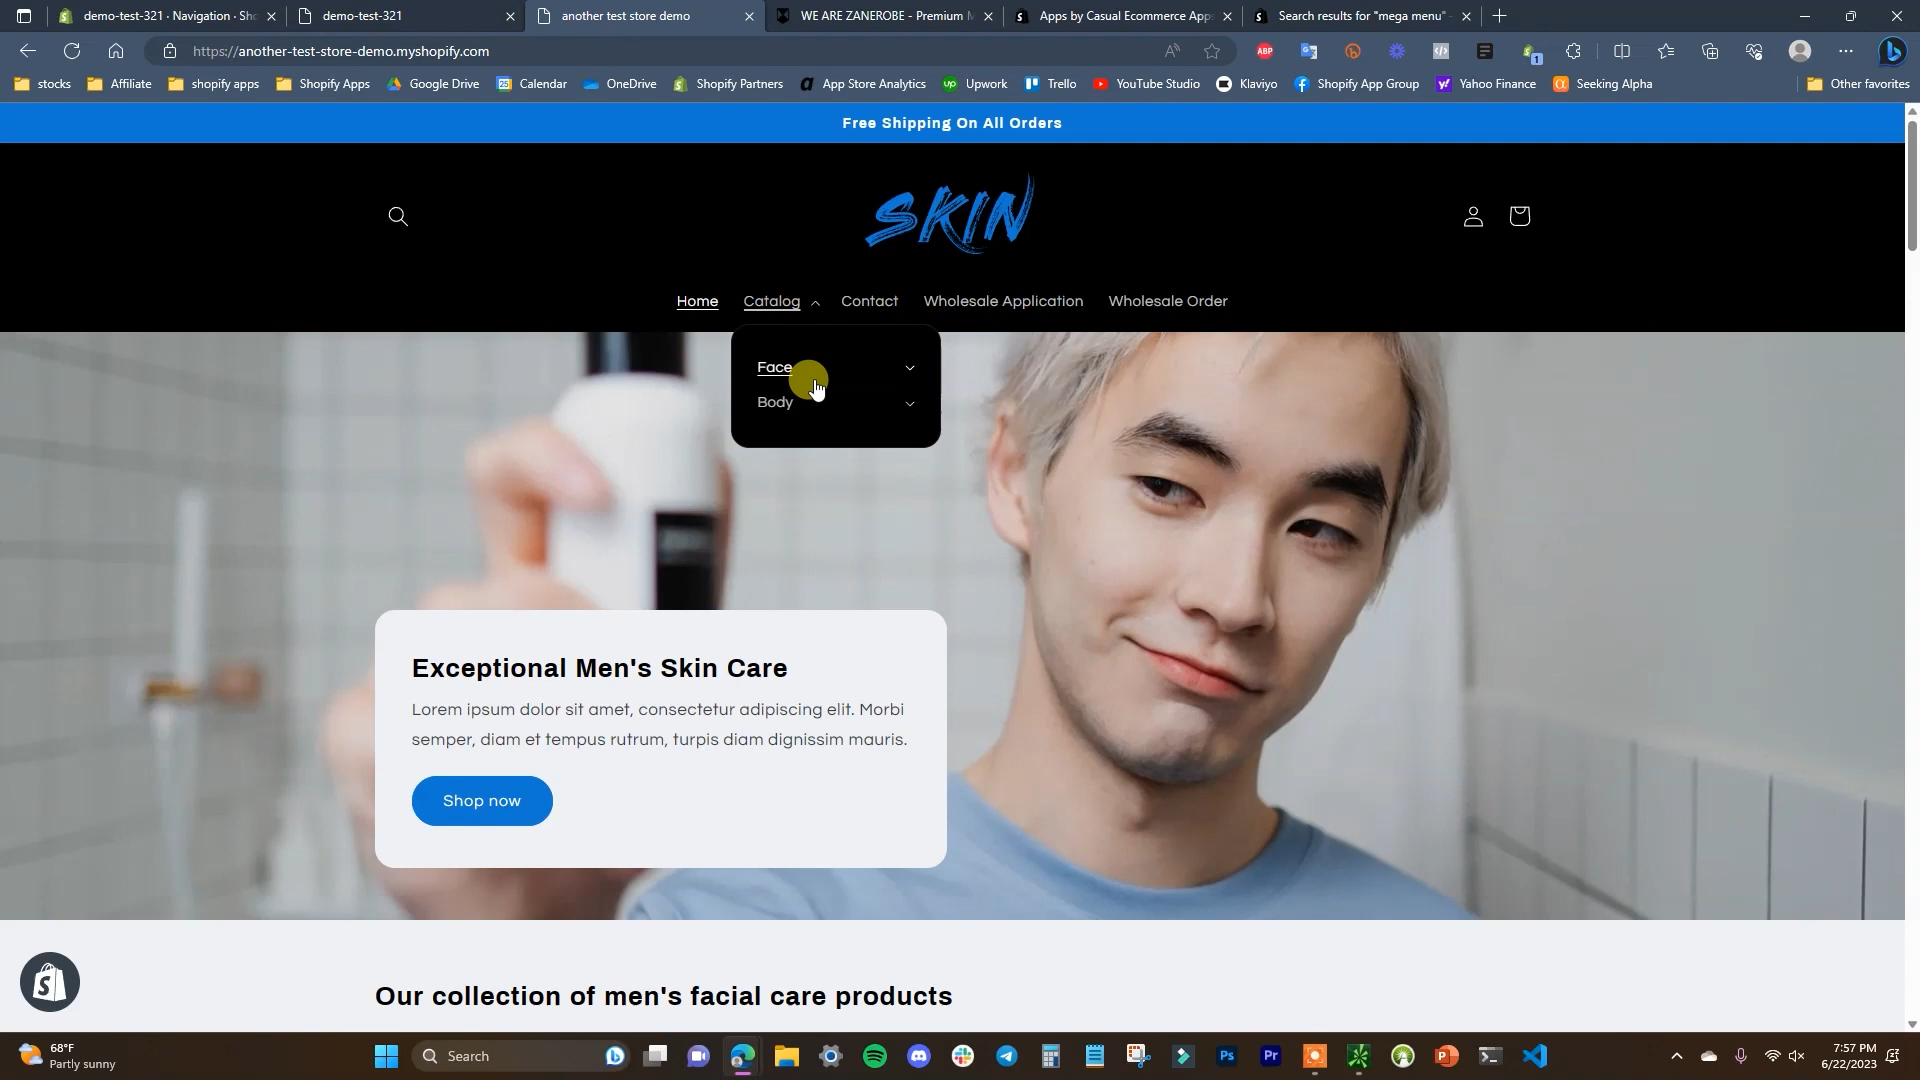 demo-test-321 · Navigation · Sho
demo-test-321
another test store demo
WE ARE ZANEROBE - Premium M
Apps by Casual Ecommerce Apps
Search results for "mega menu" -
https://another-test-store-demo.myshopify.com
ABP
1
stocks
Affiliate
shopify apps
Shopify Apps
Google Drive
Calendar
OneDrive
Shopify Partners
App Store Analytics
Upwork
Trello
YouTube Studio
Klaviyo
Shopify App Group
Yahoo Finance
Seeking Alpha
Other favorites
Free Shipping On All Orders
SKIN
Home
Catalog
Contact
Wholesale Application
Wholesale Order
Face
Body
Exceptional Men's Skin Care
Lorem ipsum dolor sit amet, consectetur adipiscing elit. Morbi
semper, diam et tempus rutrum, turpis diam dignissim mauris.
Shop now
Our collection of men's facial care products
68°F
Partly sunny
Search
Ps
Pr
7:57 PM
6/22/2023